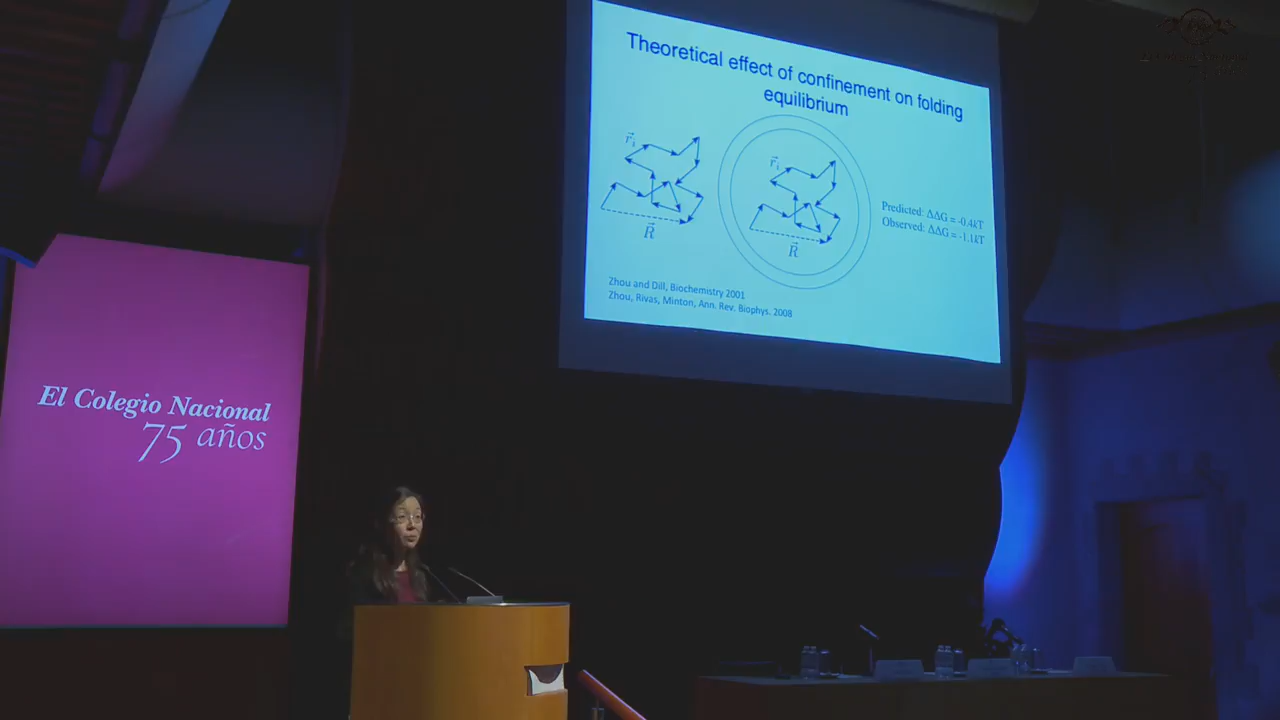 Theoretical effect of confinement on folding
equilibrium
r⃗i
R⃗
r⃗i
R⃗
Predicted: ΔΔG = -0.4kT
Observed: ΔΔG = -1.1kT
Zhou and Dill, Biochemistry 2001
Zhou, Rivas, Minton, Ann. Rev. Biophys. 2008
El Colegio Nacional
75 años